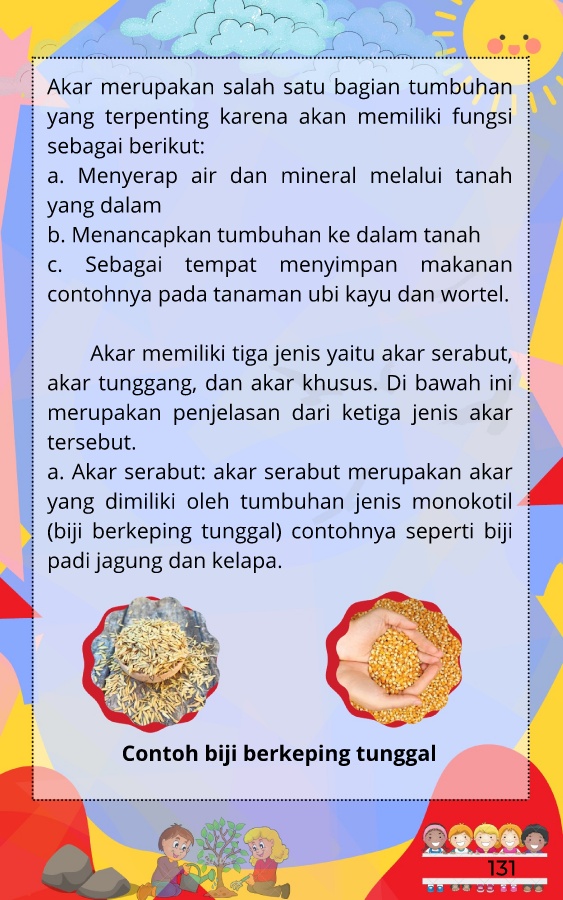 Akar merupakan salah satu bagian tumbuhan
yang terpenting karena akan memiliki fungsi
sebagai berikut:
a. Menyerap air dan mineral melalui tanah
yang dalam
b. Menancapkan tumbuhan ke dalam tanah
c. Sebagai tempat menyimpan makanan
contohnya pada tanaman ubi kayu dan wortel.
Akar memiliki tiga jenis yaitu akar serabut,
akar tunggang, dan akar khusus. Di bawah ini
merupakan penjelasan dari ketiga jenis akar
tersebut.
a. Akar serabut: akar serabut merupakan akar
yang dimiliki oleh tumbuhan jenis monokotil
(biji berkeping tunggal) contohnya seperti biji
padi jagung dan kelapa.
Contoh biji berkeping tunggal
131